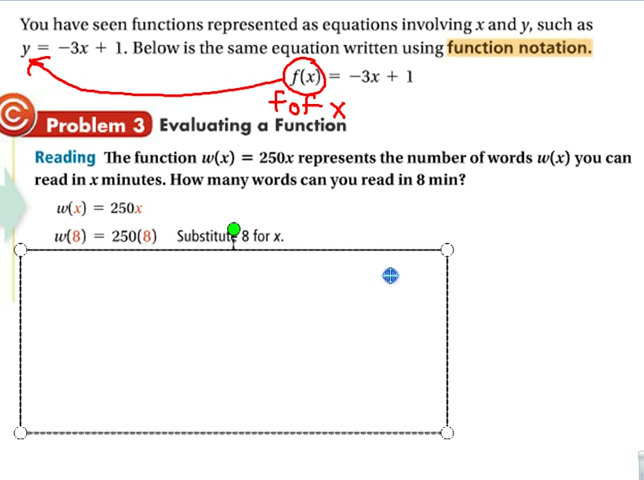 You have seen functions represented as equations involving x and y, such as
y = −3x + 1. Below is the same equation written using function notation.
f(x) = −3x + 1
f of x
C Problem 3 Evaluating a Function
Reading The function w(x) = 250x represents the number of words w(x) you can
read in x minutes. How many words can you read in 8 min?
w(x) = 250x
w(8) = 250(8) Substitute 8 for x.